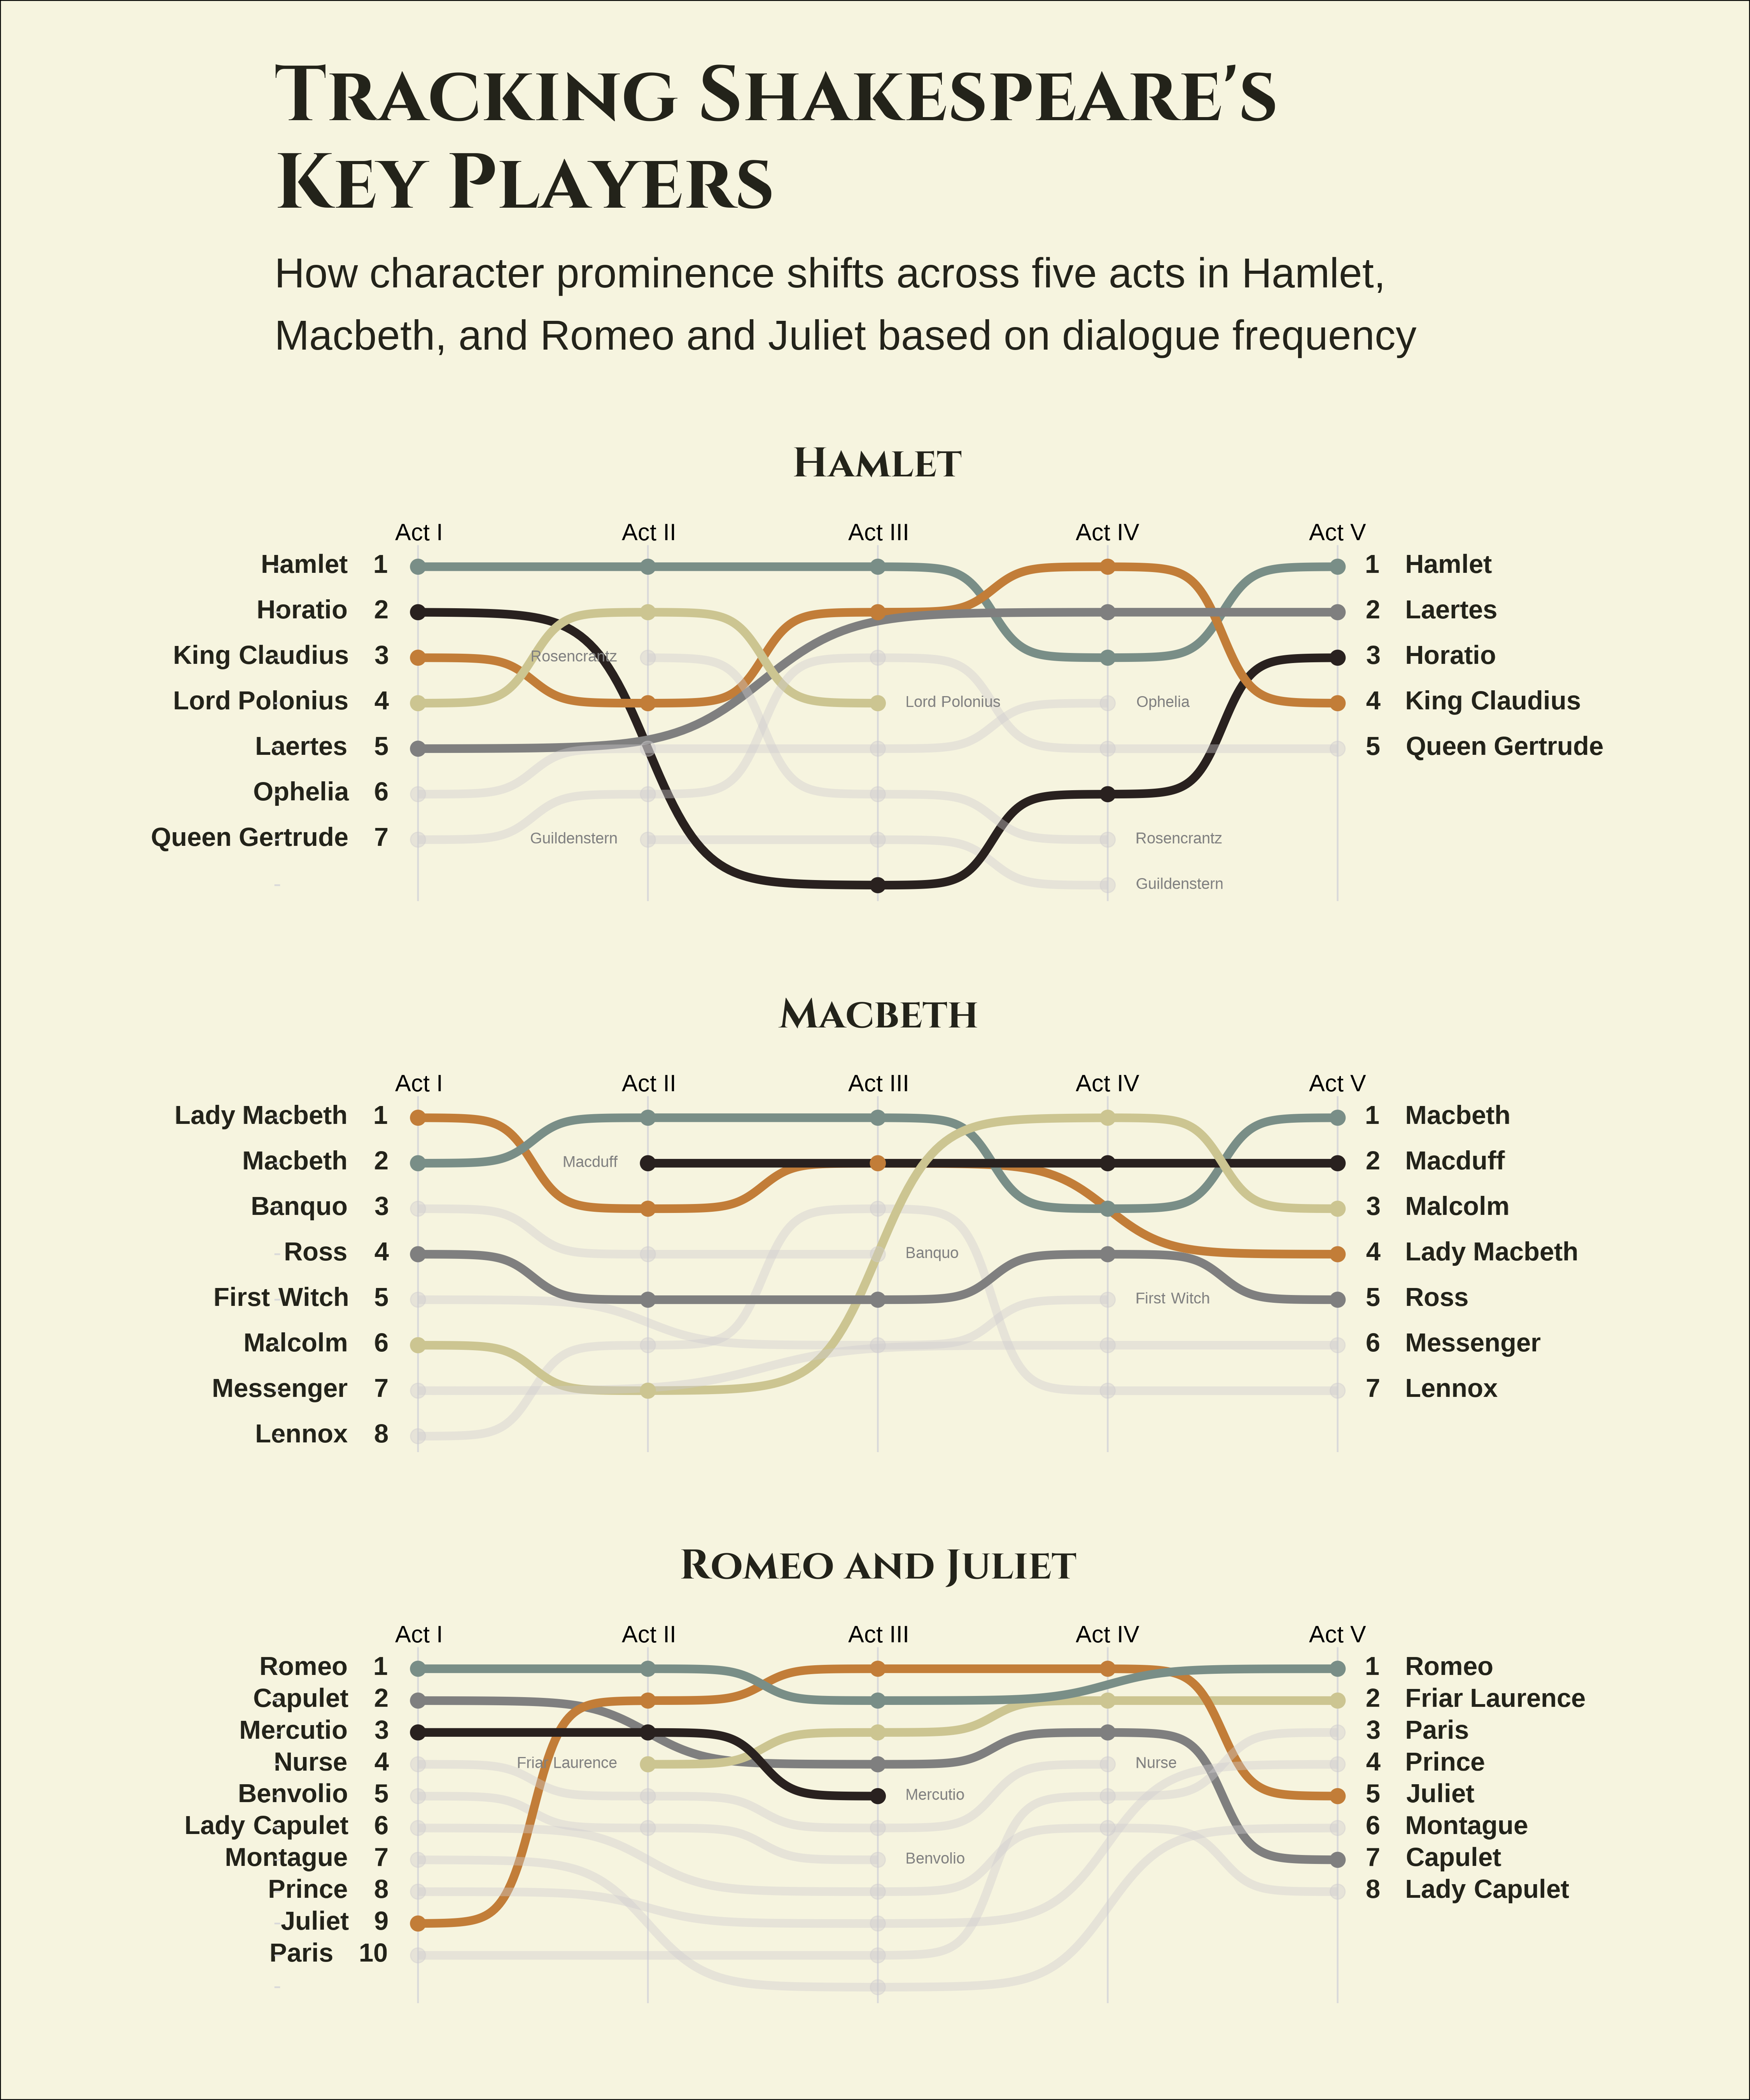 Tracking Shakespeare's
Key Players
How character prominence shifts across five acts in Hamlet,
Macbeth, and Romeo and Juliet based on dialogue frequency
Hamlet
Act I Act II Act III Act IV Act V
Hamlet 1 1 Hamlet
Horatio 2 2 Laertes
King Claudius 3 Rosencrantz 3 Horatio
Lord Polonius 4 Lord Polonius Ophelia 4 King Claudius
Laertes 5 5 Queen Gertrude
Ophelia 6
Queen Gertrude 7 Guildenstern Rosencrantz
Guildenstern
Macbeth
Act I Act II Act III Act IV Act V
Lady Macbeth 1 1 Macbeth
Macbeth 2 Macduff 2 Macduff
Banquo 3 3 Malcolm
Ross 4 Banquo 4 Lady Macbeth
First Witch 5 First Witch 5 Ross
Malcolm 6 6 Messenger
Messenger 7 7 Lennox
Lennox 8
Romeo and Juliet
Act I Act II Act III Act IV Act V
Romeo 1 1 Romeo
Capulet 2 2 Friar Laurence
Mercutio 3 3 Paris
Nurse 4 Friar Laurence Nurse 4 Prince
Benvolio 5 Mercutio 5 Juliet
Lady Capulet 6 6 Montague
Montague 7 Benvolio 7 Capulet
Prince 8 8 Lady Capulet
Juliet 9
Paris 10